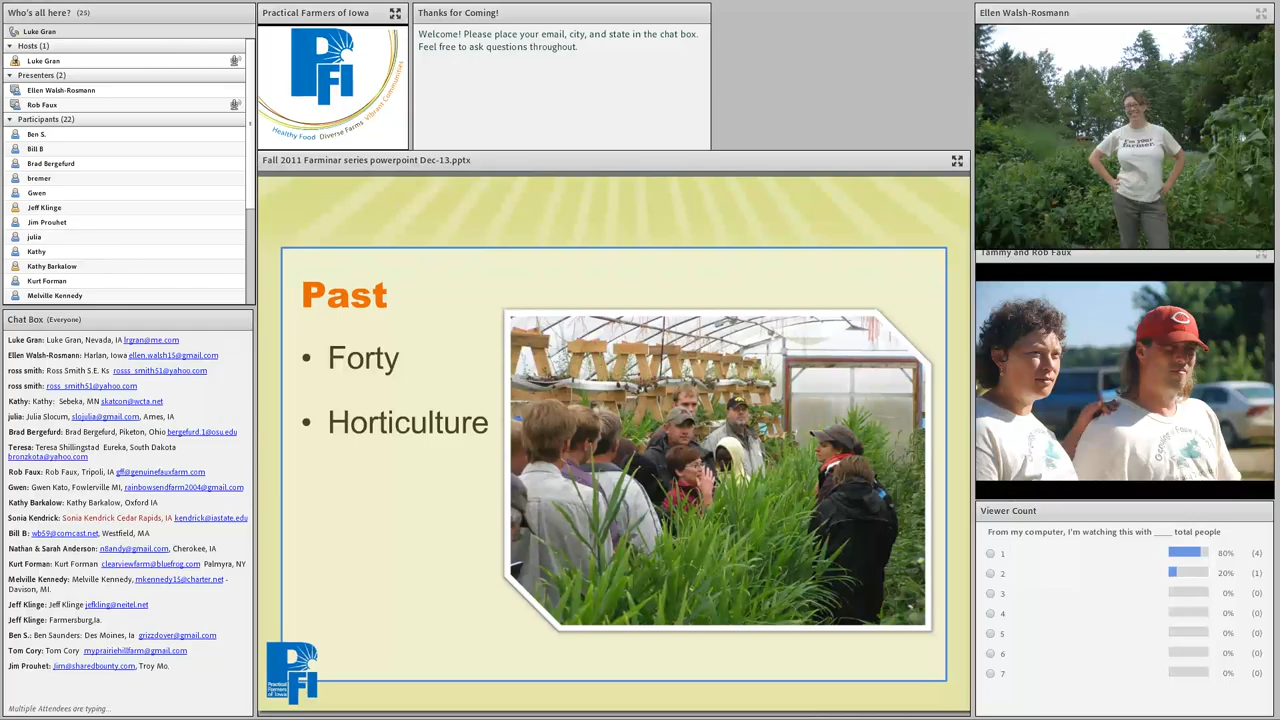 Who's all here? (25)
Luke Gran
Hosts (1)
Luke Gran
Presenters (2)
Ellen Walsh-Rosmann
Rob Faux
Participants (22)
Ben S.
Bill B
Brad Bergefurd
bremer
Gwen
Jeff Klinge
Jim Prouhet
julia
Kathy
Kathy Barkalow
Kurt Forman
Melville Kennedy
Chat Box (Everyone)
Luke Gran: Luke Gran, Nevada, IA lrgran@me.com
Ellen Walsh-Rosmann: Harlan, Iowa ellen.walsh15@gmail.com
ross smith: Ross Smith S.E. Ks rosss_smith51@yahoo.com
ross smith: ross_smith51@yahoo.com
Kathy: Kathy: Sebeka, MN skatcon@wcta.net
julia: Julia Slocum, slojulia@gmail.com, Ames, IA
Brad Bergefurd: Brad Bergefurd, Piketon, Ohio bergefurd.1@osu.edu
Teresa: Teresa Shillingstad Eureka, South Dakota
bronzkota@yahoo.com
Rob Faux: Rob Faux, Tripoli, IA gff@genuinefauxfarm.com
Gwen: Gwen Kato, Fowlerville MI, rainbowsendfarm2004@gmail.com
Kathy Barkalow: Kathy Barkalow, Oxford IA
Sonia Kendrick: Sonia Kendrick Cedar Rapids, IA kendrick@iastate.edu
Bill B: wb59@comcast.net, Westfield, MA
Nathan & Sarah Anderson: n8andy@gmail.com, Cherokee, IA
Kurt Forman: Kurt Forman clearviewfarm@bluefrog.com Palmyra, NY
Melville Kennedy: Melville Kennedy, mkennedy15@charter.net -
Davison, MI.
Jeff Klinge: Jeff Klinge jefkling@neitel.net
Jeff Klinge: Farmersburg,Ia.
Ben S.: Ben Saunders: Des Moines, Ia grizzdover@gmail.com
Tom Cory: Tom Cory myprairiehillfarm@gmail.com
Jim Prouhet: Jim@sharedbounty.com, Troy Mo.
Multiple Attendees are typing...
Practical Farmers of Iowa
PFI
Healthy Food Diverse Farms Vibrant Communities
Thanks for Coming!
Welcome! Please place your email, city, and state in the chat box.
Feel free to ask questions throughout.
Fall 2011 Farminar series powerpoint Dec-13.pptx
Past
• Forty
• Horticulture
PFI
Practical
Farmers
of Iowa
Ellen Walsh-Rosmann
I'm your
farmer.
Tammy and Rob Faux
Viewer Count
From my computer, I'm watching this with ____ total people
1 80% (4)
2 20% (1)
3 0% (0)
4 0% (0)
5 0% (0)
6 0% (0)
7 0% (0)